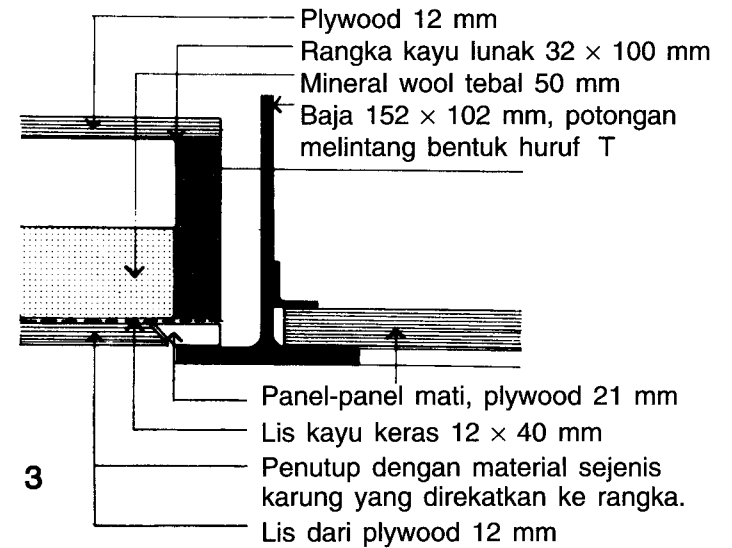 Plywood 12 mm
Rangka kayu lunak 32 × 100 mm
Mineral wool tebal 50 mm
Baja 152 × 102 mm, potongan
melintang bentuk huruf T
Panel-panel mati, plywood 21 mm
Lis kayu keras 12 × 40 mm
3
Penutup dengan material sejenis
karung yang direkatkan ke rangka.
Lis dari plywood 12 mm